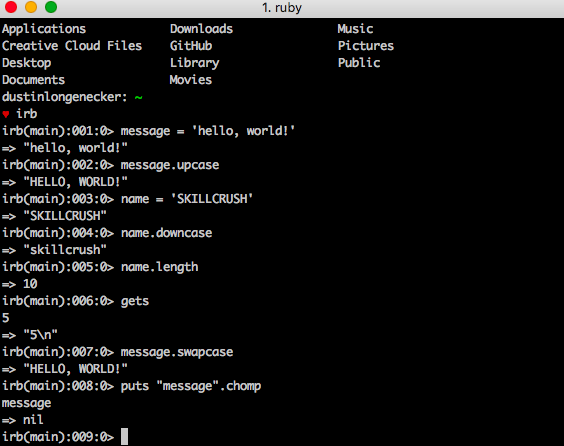 1. ruby
Applications Downloads Music
Creative Cloud Files GitHub Pictures
Desktop Library Public
Documents Movies
dustinlongenecker: ~
♥ irb
irb(main):001:0> message = 'hello, world!'
=> "hello, world!"
irb(main):002:0> message.upcase
=> "HELLO, WORLD!"
irb(main):003:0> name = 'SKILLCRUSH'
=> "SKILLCRUSH"
irb(main):004:0> name.downcase
=> "skillcrush"
irb(main):005:0> name.length
=> 10
irb(main):006:0> gets
5
=> "5\n"
irb(main):007:0> message.swapcase
=> "HELLO, WORLD!"
irb(main):008:0> puts "message".chomp
message
=> nil
irb(main):009:0>